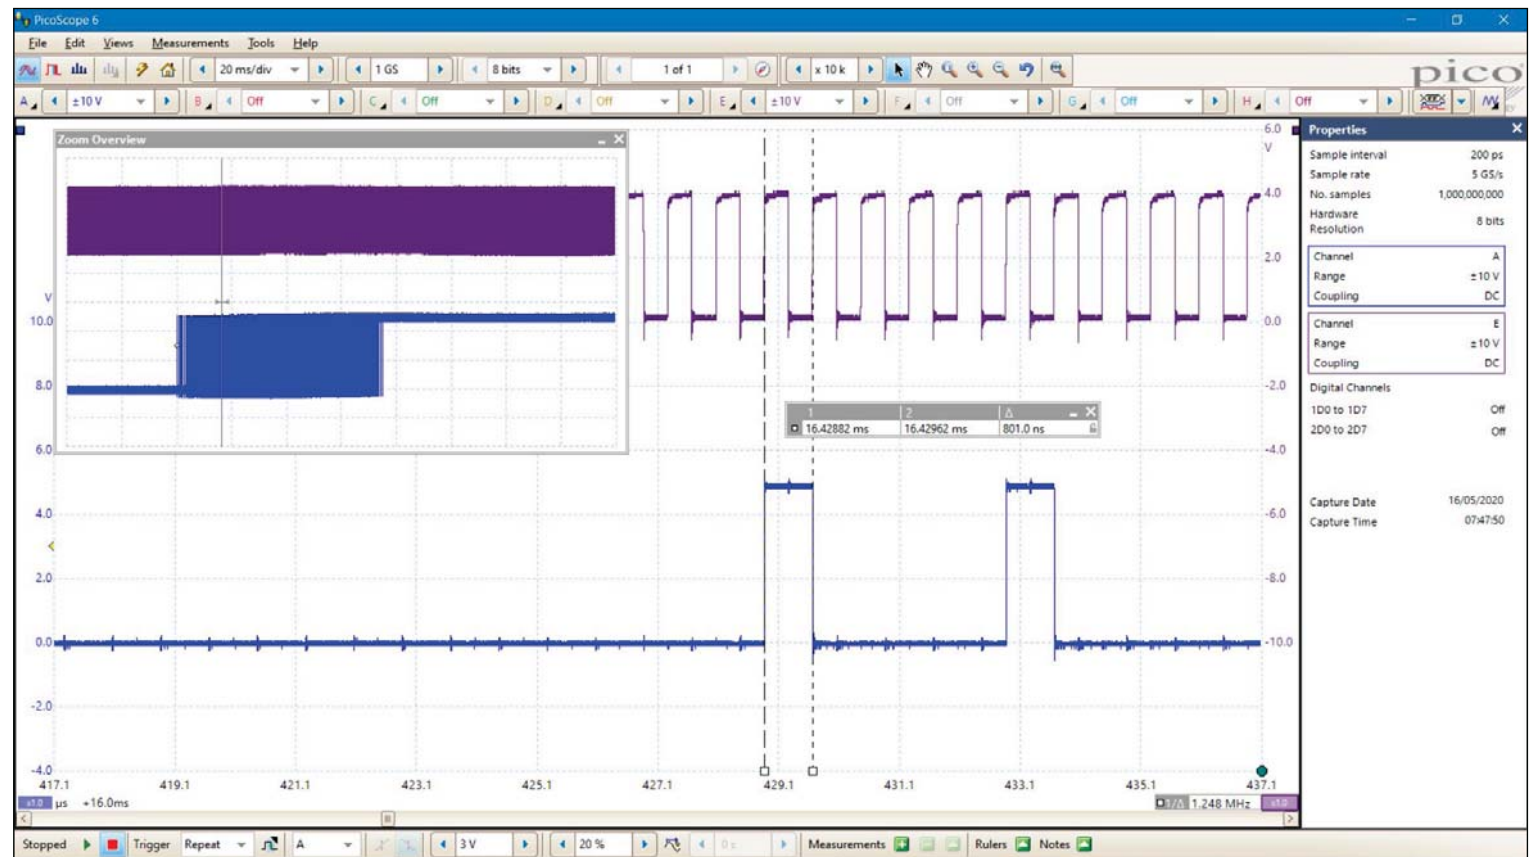 PicoScope 6
File Edit Views Measurements Tools Help
20 ms/div 1 GS 8 bits 1 of 1 x 10 k
pico
A ±10 V B Off C Off D Off E ±10 V F Off G Off H Off
Zoom Overview
6.0
V
4.0
2.0
0.0
-2.0
-4.0
-6.0
-8.0
-10.0
V
10.0
8.0
6.0
4.0
2.0
0.0
-2.0
-4.0
1 2 Δ
16.42882 ms 16.42962 ms 801.0 ns
417.1 419.1 421.1 423.1 425.1 427.1 429.1 431.1 433.1 435.1 437.1
x1.0 µs +16.0ms
1/Δ 1.248 MHz x1.0
Properties
Sample interval 200 ps
Sample rate 5 GS/s
No. samples 1,000,000,000
Hardware
Resolution 8 bits
Channel A
Range ±10 V
Coupling DC
Channel E
Range ±10 V
Coupling DC
Digital Channels
1D0 to 1D7 Off
2D0 to 2D7 Off
Capture Date 16/05/2020
Capture Time 07:47:50
Stopped Trigger Repeat A 3 V 20 % 0 s Measurements Rulers Notes